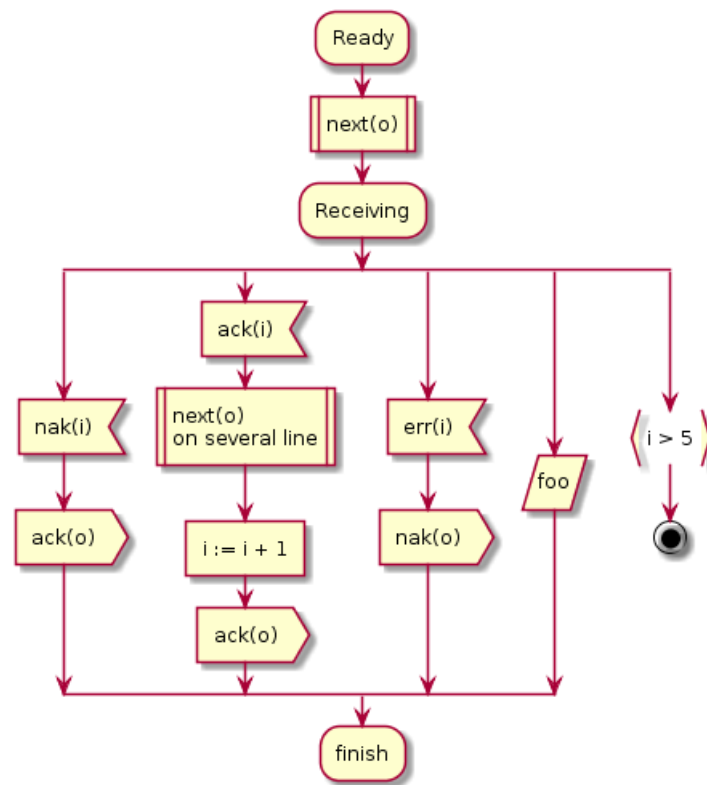 Ready
next(o)
Receiving
nak(i)
ack(o)
ack(i)
next(o)
on several line
i := i + 1
ack(o)
err(i)
nak(o)
foo
i > 5
finish